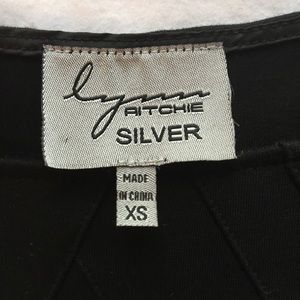 lynn
RITCHIE
SILVER
MADE
IN CHINA
XS